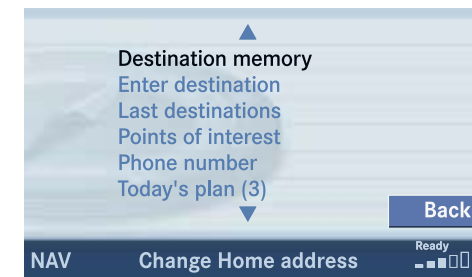 Destination memory
Enter destination
Last destinations
Points of interest
Phone number
Today's plan (3)
Back
NAV Change Home address Ready